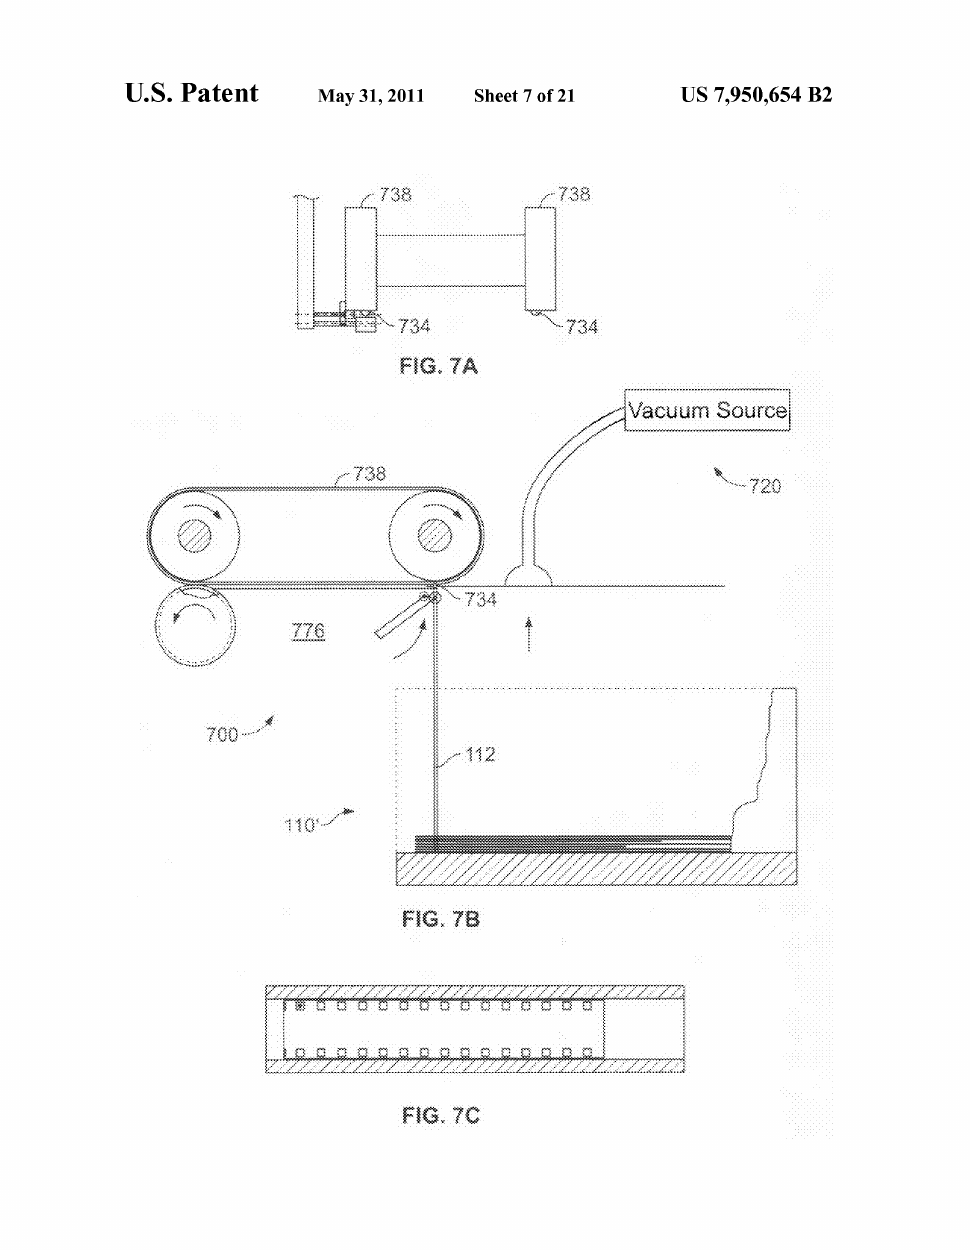 U.S. Patent May 31, 2011 Sheet 7 of 21 US 7,950,654 B2
738 738
734 734
FIG. 7A
Vacuum Source
738
720
734
776
700
112
110'
FIG. 7B
FIG. 7C